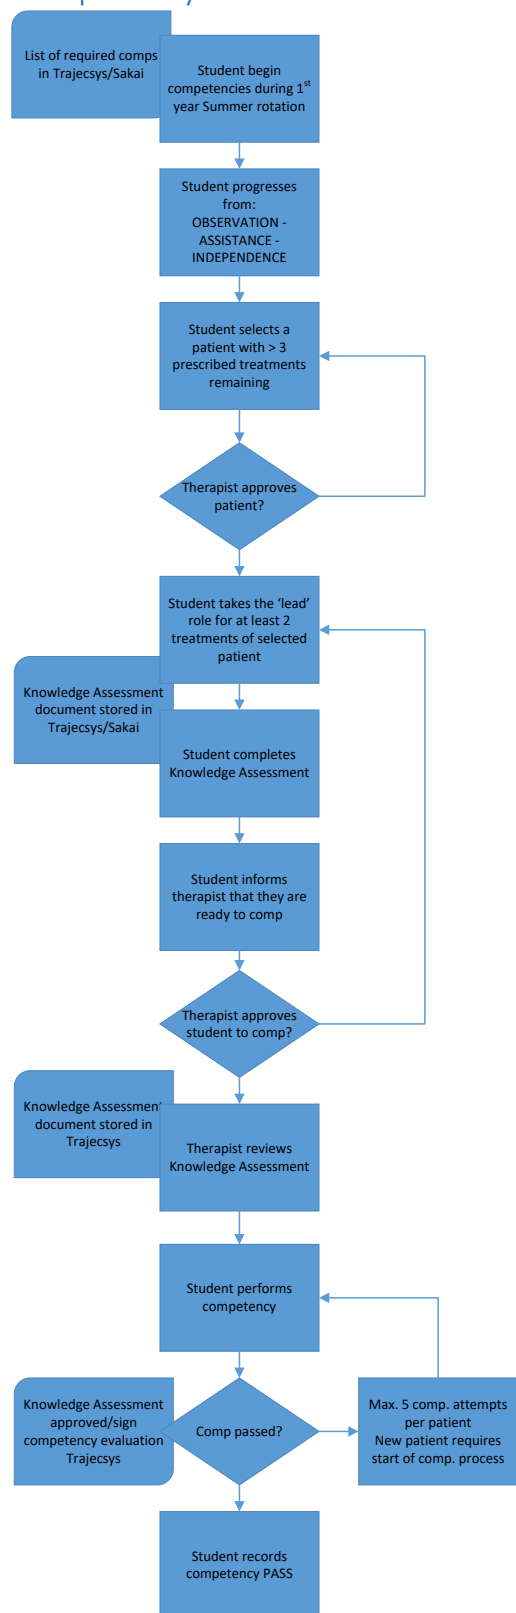 List of required comps
in Trajecsys/Sakai
Student begin
competencies during 1st
year Summer rotation
Student progresses
from:
OBSERVATION -
ASSISTANCE -
INDEPENDENCE
Student selects a
patient with > 3
prescribed treatments
remaining
Therapist approves
patient?
Student takes the ‘lead’
role for at least 2
treatments of selected
patient
Knowledge Assessment
document stored in
Trajecsys/Sakai
Student completes
Knowledge Assessment
Student informs
therapist that they are
ready to comp
Therapist approves
student to comp?
Knowledge Assessment
document stored in
Trajecsys
Therapist reviews
Knowledge Assessment
Student performs
competency
Knowledge Assessment
approved/sign
competency evaluation
Trajecsys
Comp passed?
Max. 5 comp. attempts
per patient
New patient requires
start of comp. process
Student records
competency PASS